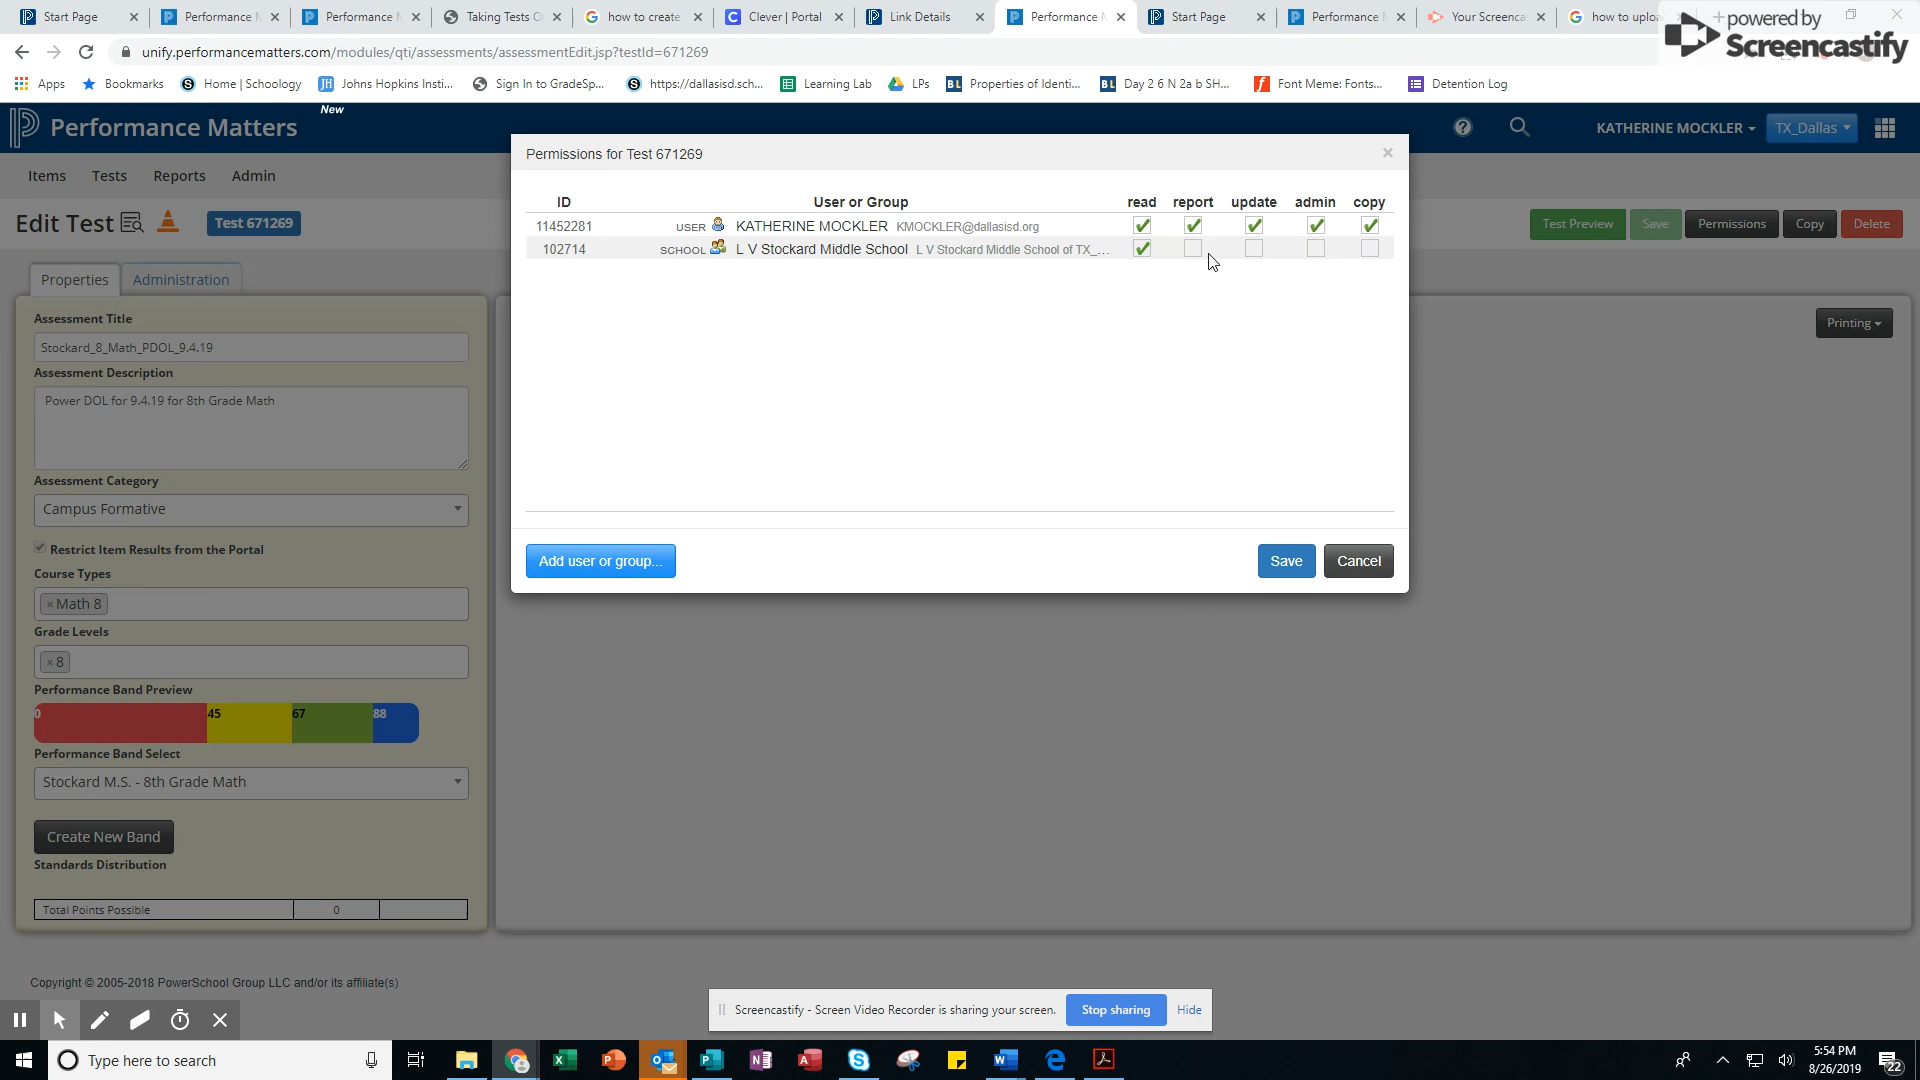 Start Page
Performance M
Performance M
Taking Tests O
how to create
Clever | Portal
Link Details
Performance M
Start Page
Performance M
Your Screenca
how to uploa
powered by
Screencastify
unify.performancematters.com/modules/qti/assessments/assessmentEdit.jsp?testId=671269
Apps
Bookmarks
Home | Schoology
Johns Hopkins Insti...
Sign In to GradeSp...
https://dallasisd.sch...
Learning Lab
LPs
Properties of Identi...
Day 2 6 N 2a b SH...
Font Meme: Fonts...
Detention Log
Performance Matters
New
KATHERINE MOCKLER
TX_Dallas
Items
Tests
Reports
Admin
Edit Test
Test 671269
Test Preview
Save
Permissions
Copy
Delete
Properties
Administration
Assessment Title
Stockard_8_Math_PDOL_9.4.19
Assessment Description
Power DOL for 9.4.19 for 8th Grade Math
Assessment Category
Campus Formative
Restrict Item Results from the Portal
Course Types
× Math 8
Grade Levels
× 8
Performance Band Preview
0 45 67 88
Performance Band Select
Stockard M.S. - 8th Grade Math
Create New Band
Standards Distribution
Total Points Possible 0
Printing
Permissions for Test 671269
×
ID User or Group read report update admin copy
11452281 USER KATHERINE MOCKLER KMOCKLER@dallasisd.org
102714 SCHOOL L V Stockard Middle School L V Stockard Middle School of TX_...
Add user or group...
Save
Cancel
Copyright © 2005-2018 PowerSchool Group LLC and/or its affiliate(s)
Screencastify - Screen Video Recorder is sharing your screen.
Stop sharing
Hide
Type here to search
5:54 PM
8/26/2019
22